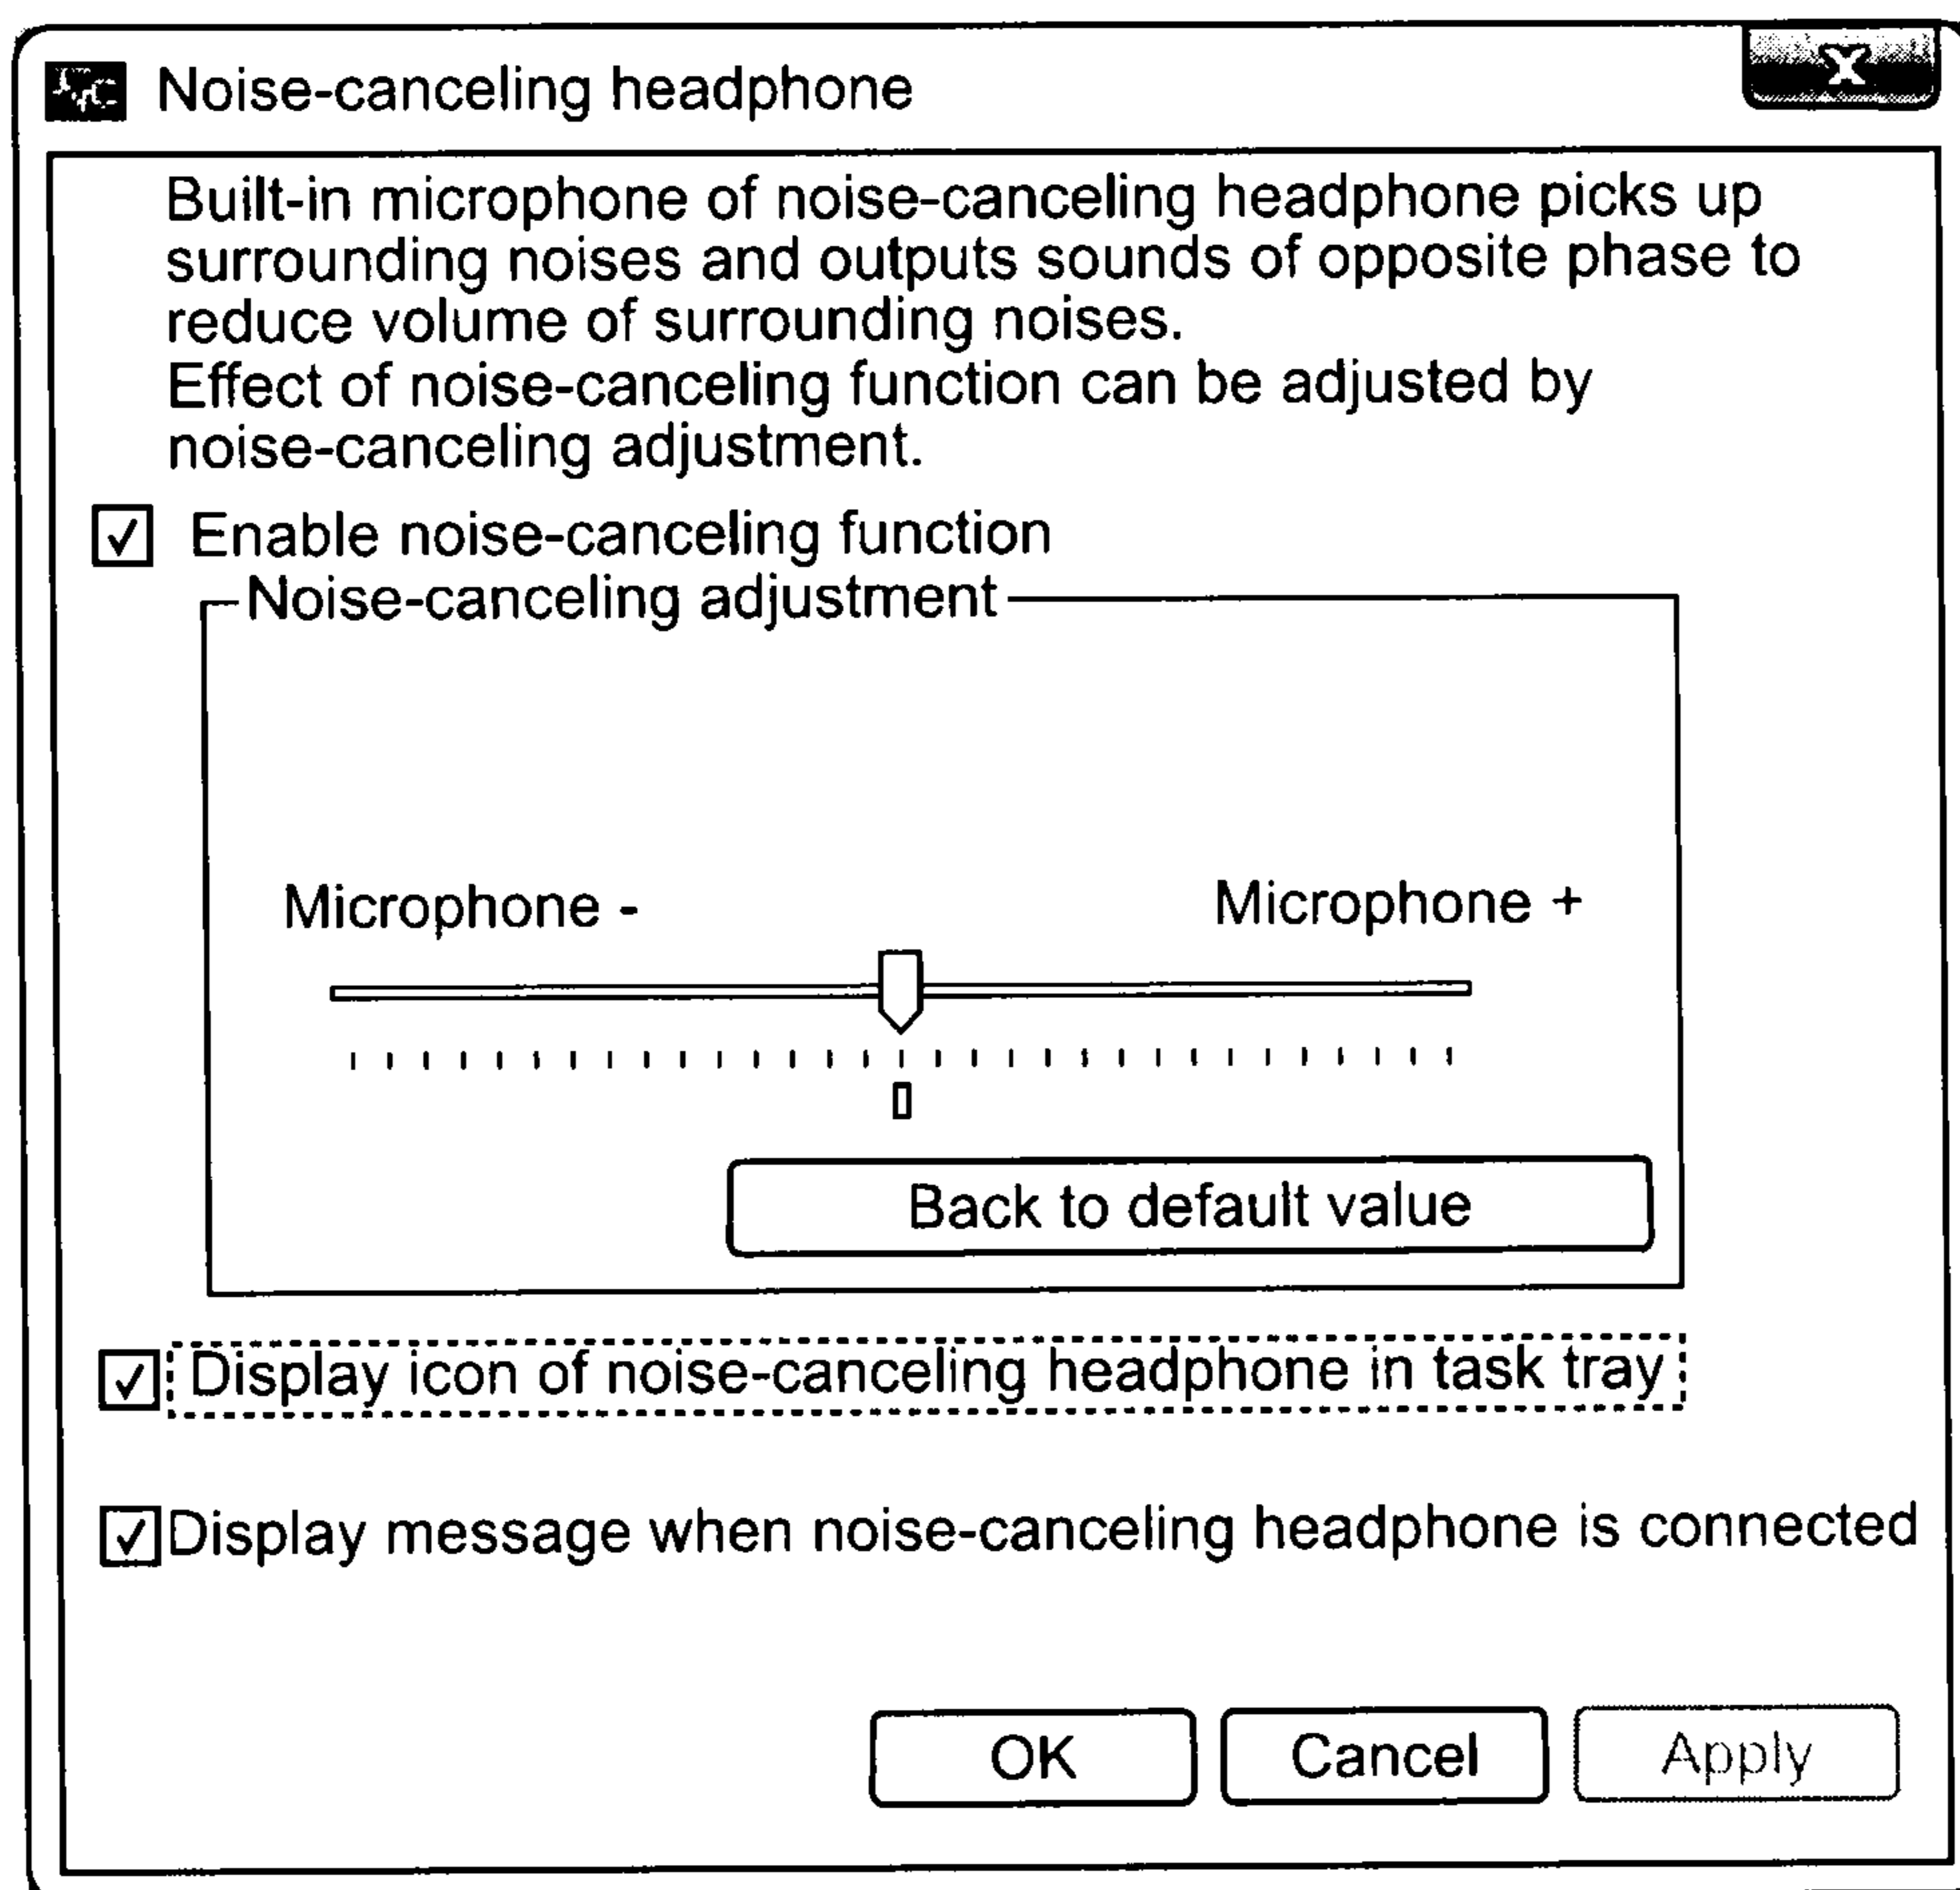 Noise-canceling headphone
X
Built-in microphone of noise-canceling headphone picks up
surrounding noises and outputs sounds of opposite phase to
reduce volume of surrounding noises.
Effect of noise-canceling function can be adjusted by
noise-canceling adjustment.
Enable noise-canceling function
Noise-canceling adjustment
Microphone - Microphone +
0
Back to default value
Display icon of noise-canceling headphone in task tray
Display message when noise-canceling headphone is connected
OK Cancel Apply